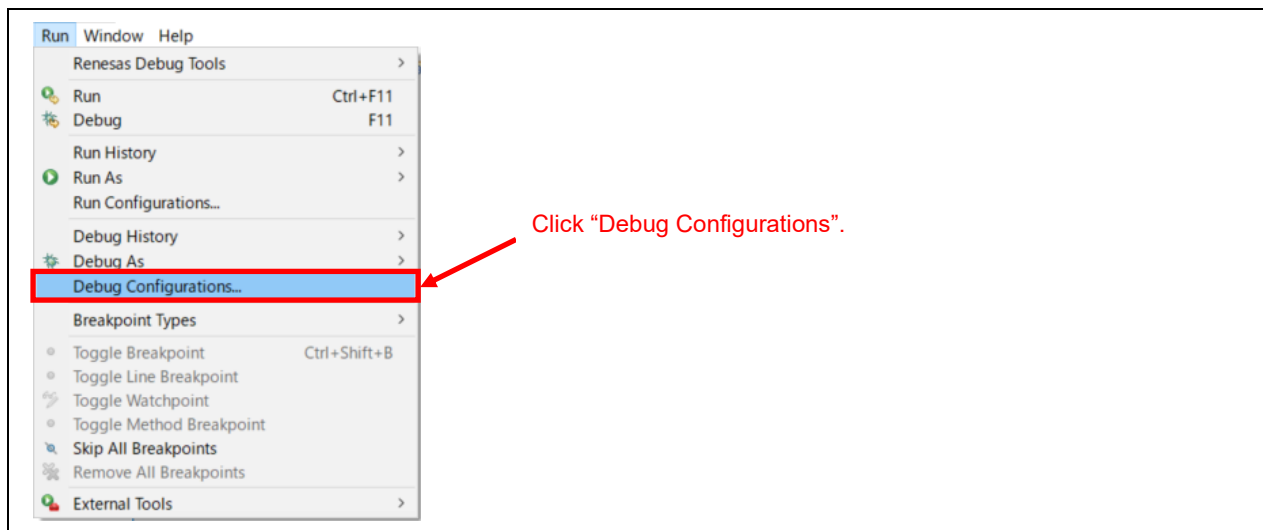 Run Window Help
Renesas Debug Tools >
Run Ctrl+F11
Debug F11
Run History >
Run As >
Run Configurations...
Click “Debug Configurations”.
Debug History >
Debug As >
Debug Configurations...
Breakpoint Types >
Toggle Breakpoint Ctrl+Shift+B
Toggle Line Breakpoint
Toggle Watchpoint
Toggle Method Breakpoint
Skip All Breakpoints
Remove All Breakpoints
External Tools >